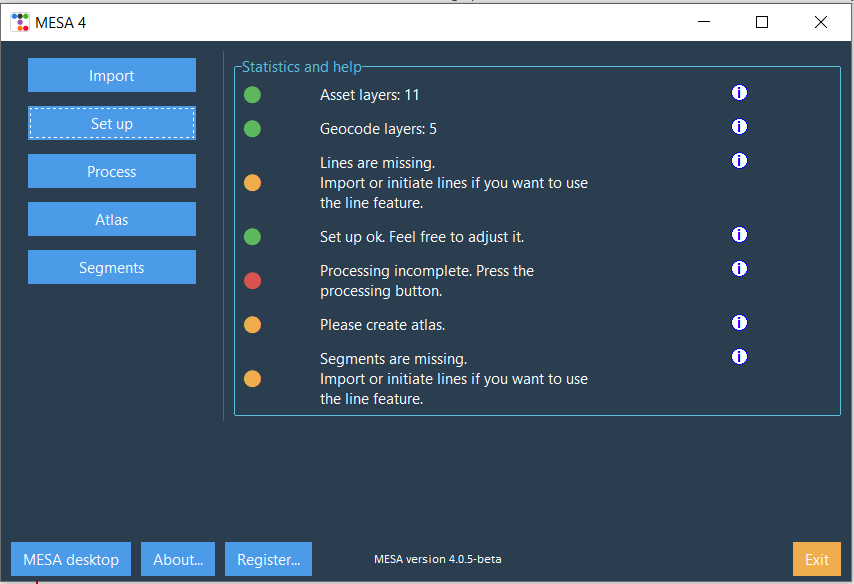 MESA 4
Import
Set up
Process
Atlas
Segments
Statistics and help
Asset layers: 11
Geocode layers: 5
Lines are missing.
Import or initiate lines if you want to use
the line feature.
Set up ok. Feel free to adjust it.
Processing incomplete. Press the
processing button.
Please create atlas.
Segments are missing.
Import or initiate lines if you want to use
the line feature.
MESA desktop
About...
Register...
MESA version 4.0.5-beta
Exit